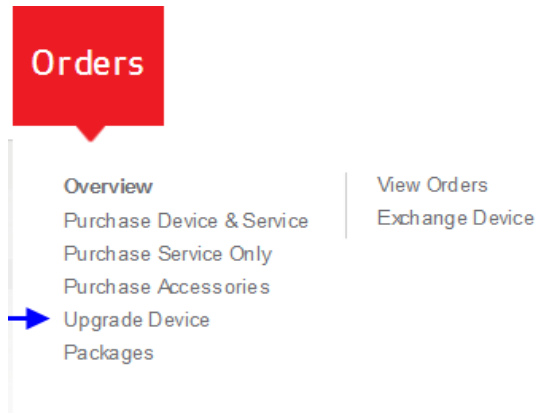 Orders
Overview
Purchase Device & Service
Purchase Service Only
Purchase Accessories
Upgrade Device
Packages
View Orders
Exchange Device